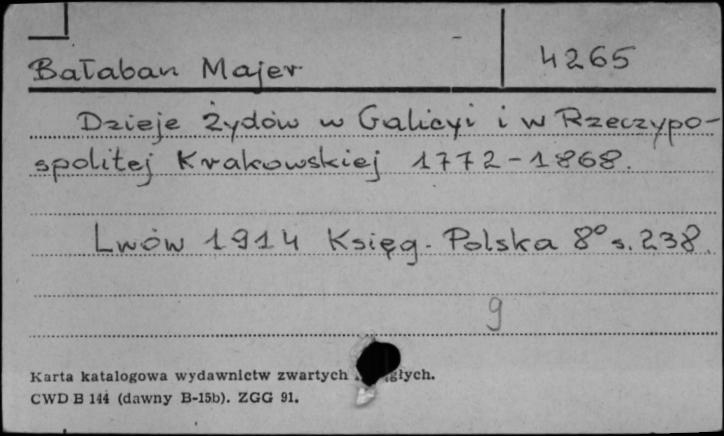 Bałaban Majer
4265
Dzieje Żydów w Galicyi i w Rzeczypo-
spolitej Krakowskiej 1772-1868.
Lwów 1914 Księg. Polska 8° s. 238.
9
Karta katalogowa wydawnictw zwartych
CWD B 144 (dawny B-15b). ZGG 91.